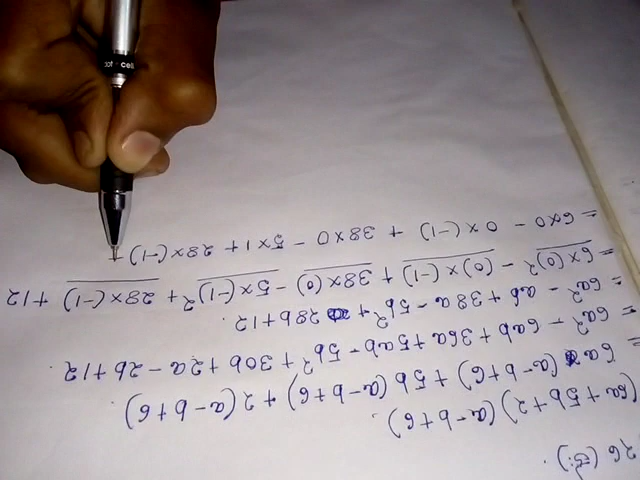 26 (ই:).
(6a + 5b + 2) (a - b + 6).
= 6a (a - b + 6) + 5b (a - b + 6) + 2 (a - b + 6)
= 6a² - 6ab + 36a + 5ab - 5b² + 30b + 2a - 2b + 12.
= 6a² - ab + 38a - 5b² + 28b + 12.
= 6×(0)² - (0)×(-1) + 38×(0) - 5×(-1)² + 28×(-1) + 12
= 6×0 - 0×(-1) + 38×0 - 5×1 + 28×(-1) +
cell